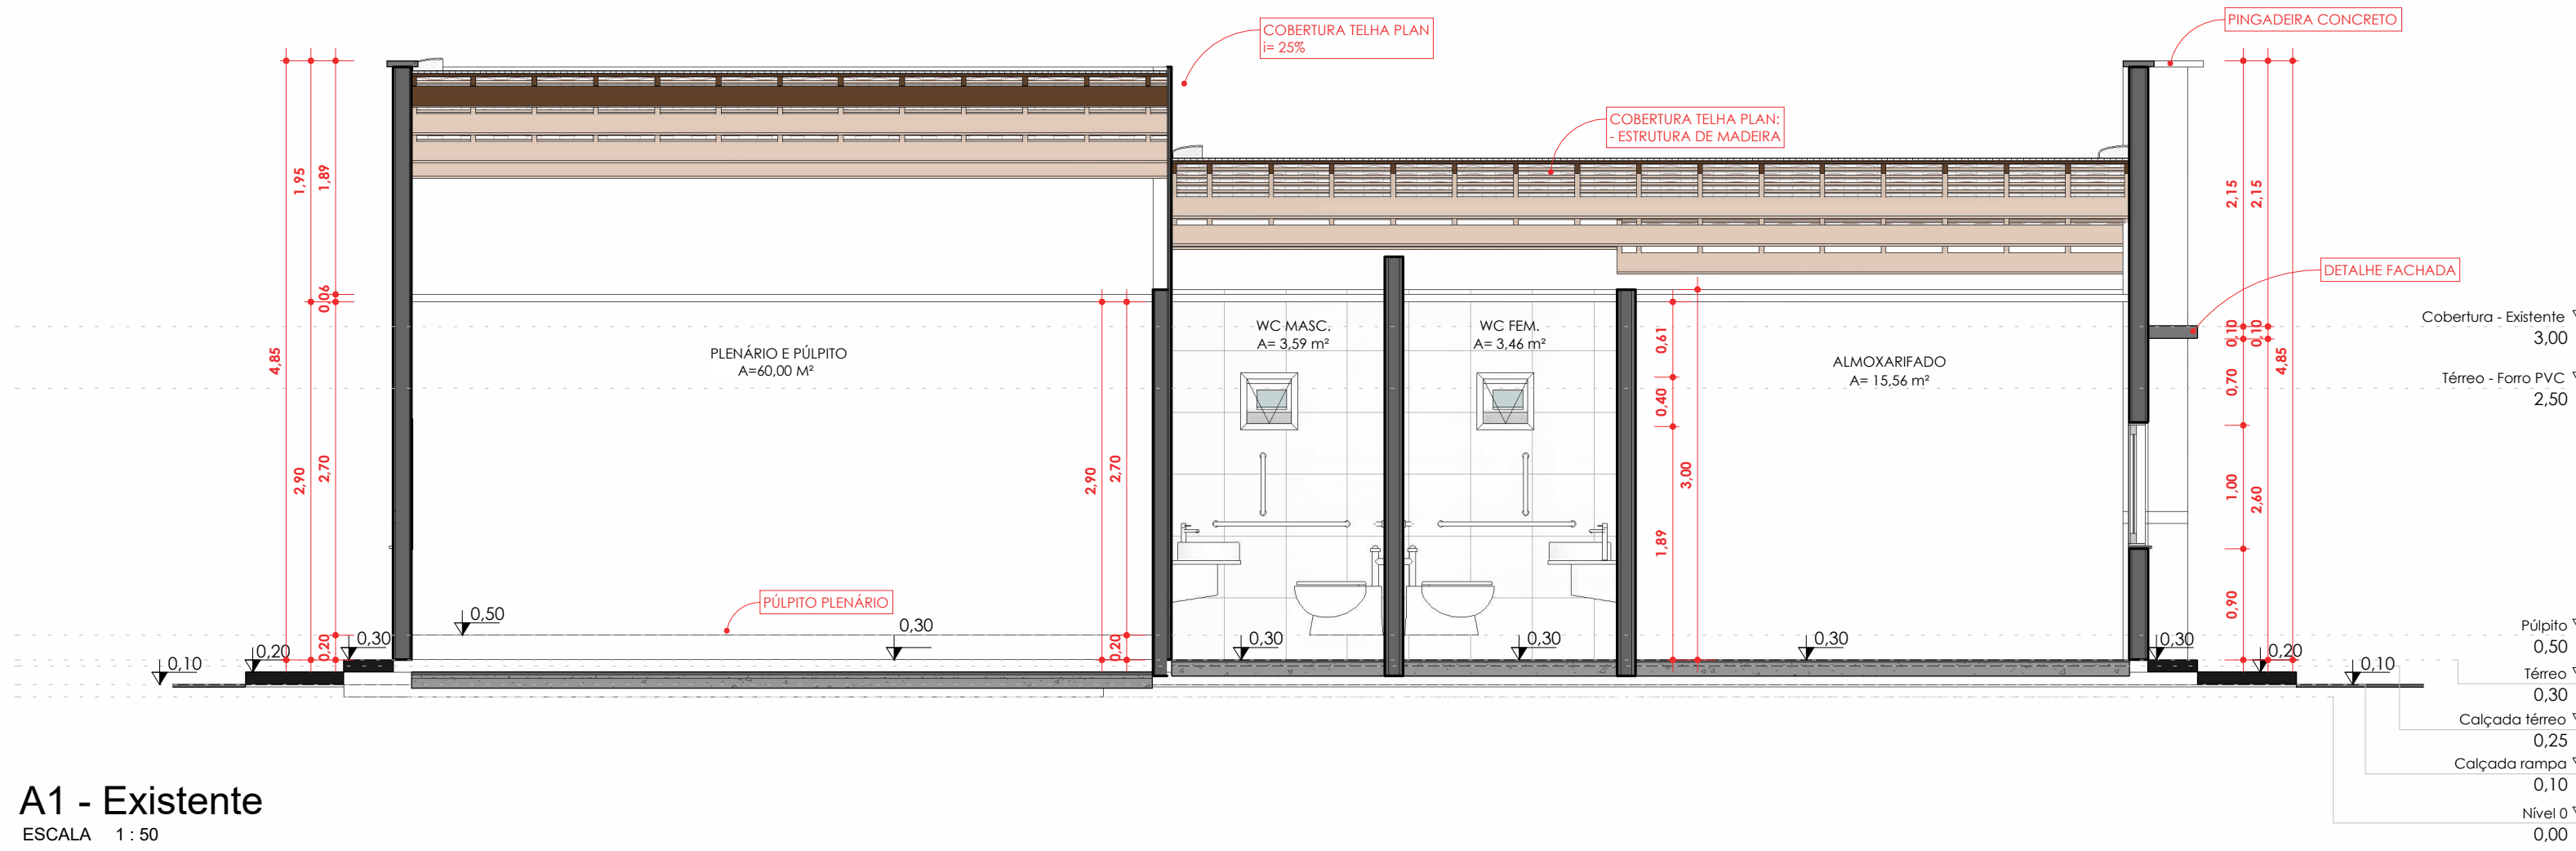 PINGADEIRA CONCRETO
COBERTURA TELHA PLAN
i= 25%
COBERTURA TELHA PLAN:
- ESTRUTURA DE MADEIRA
DETALHE FACHADA
1,95
1,89
0,06
4,85
2,90
2,70
0,20
2,90
2,70
0,20
PLENÁRIO E PÚLPITO
A=60,00 M²
WC MASC.
A= 3,59 m²
WC FEM.
A= 3,46 m²
ALMOXARIFADO
A= 15,56 m²
0,61
0,40
3,00
1,89
2,15
2,15
0,10
0,10
4,85
0,70
1,00
2,60
0,90
PÚLPITO PLENÁRIO
0,10
0,20
0,30
0,50
0,30
0,30
0,30
0,30
0,30
0,20
0,10
Cobertura - Existente
3,00
Térreo - Forro PVC
2,50
Púlpito
0,50
Térreo
0,30
Calçada térreo
0,25
Calçada rampa
0,10
Nível 0
0,00
A1 - Existente
ESCALA 1 : 50